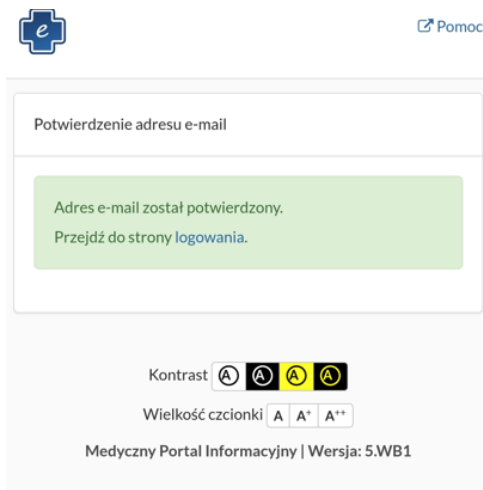 e
Pomoc
Potwierdzenie adresu e-mail
Adres e-mail został potwierdzony.
Przejdź do strony logowania.
Kontrast A A A A
Wielkość czcionki A A+ A++
Medyczny Portal Informacyjny | Wersja: 5.WB1